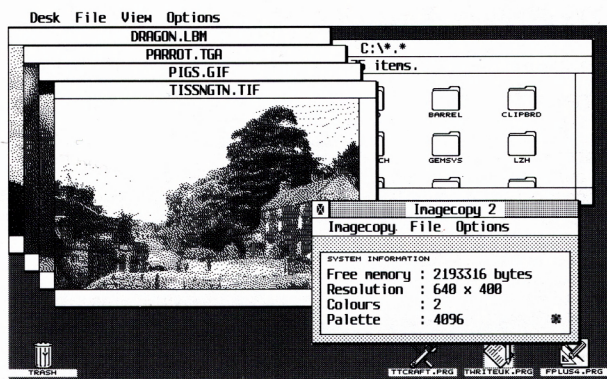 Desk File View Options
DRAGON.LBM
PARROT.TGA
PIGS.GIF
TISSNGTN.TIF
C:\*.*
items.
BARREL
CLIPBRD
GEMSYS
LZH
Imagecopy 2
Imagecopy File Options
SYSTEM INFORMATION
Free memory : 2193316 bytes
Resolution : 640 x 400
Colours : 2
Palette : 4096
TRASH
TTCRAFT.PRG
TWRITEUK.PRG
FPLUS4.PRG